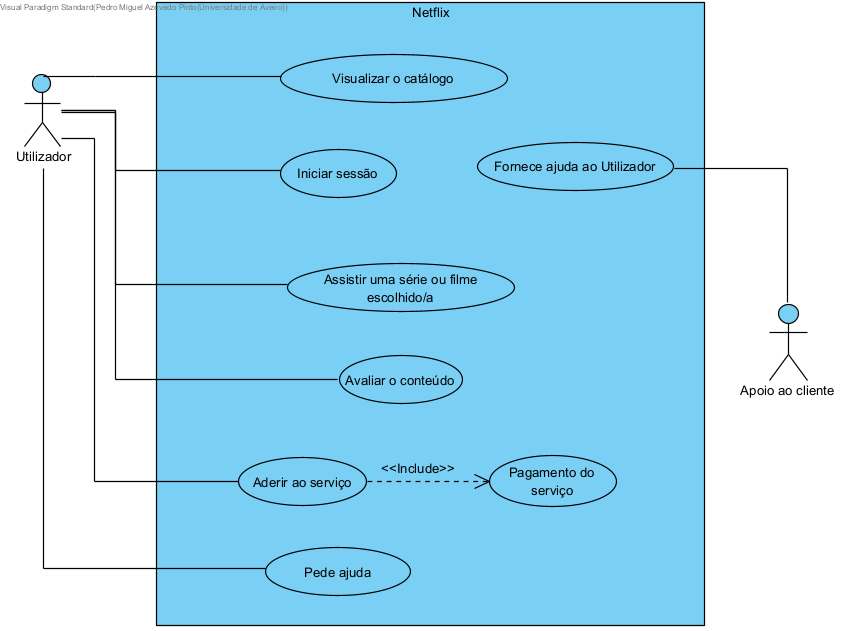 Visual Paradigm Standard(Pedro Miguel Azevedo Pinto(Universidade de Aveiro))
Netflix
Visualizar o catálogo
Utilizador
Iniciar sessão
Fornece ajuda ao Utilizador
Assistir uma série ou filme
escolhido/a
Avaliar o conteúdo
Apoio ao cliente
Aderir ao serviço
<<Include>>
Pagamento do
serviço
Pede ajuda